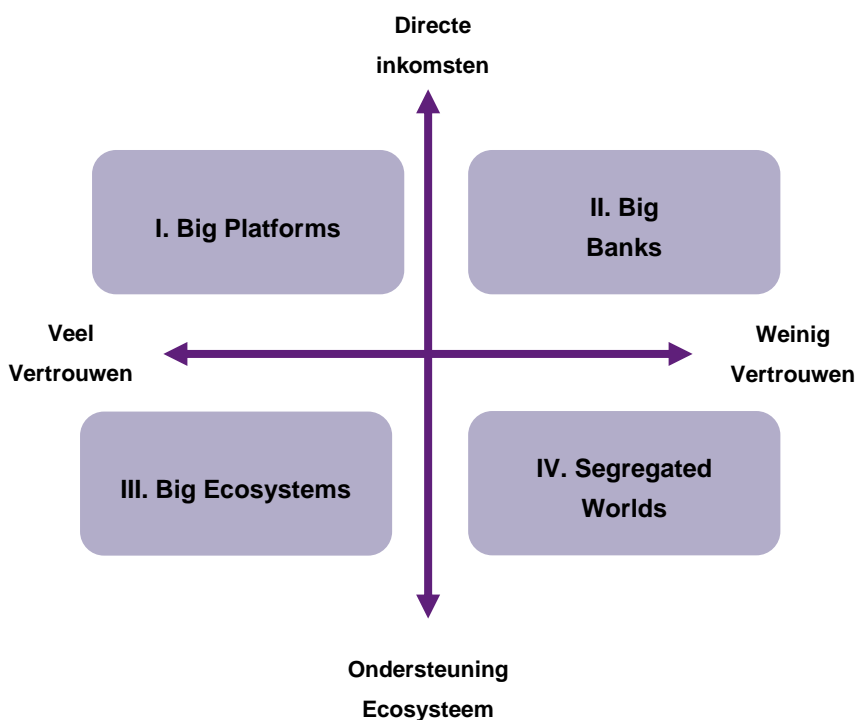 Directe
inkomsten
I. Big Platforms
II. Big
Banks
Veel
Vertrouwen
Weinig
Vertrouwen
III. Big Ecosystems
IV. Segregated
Worlds
Ondersteuning
Ecosysteem